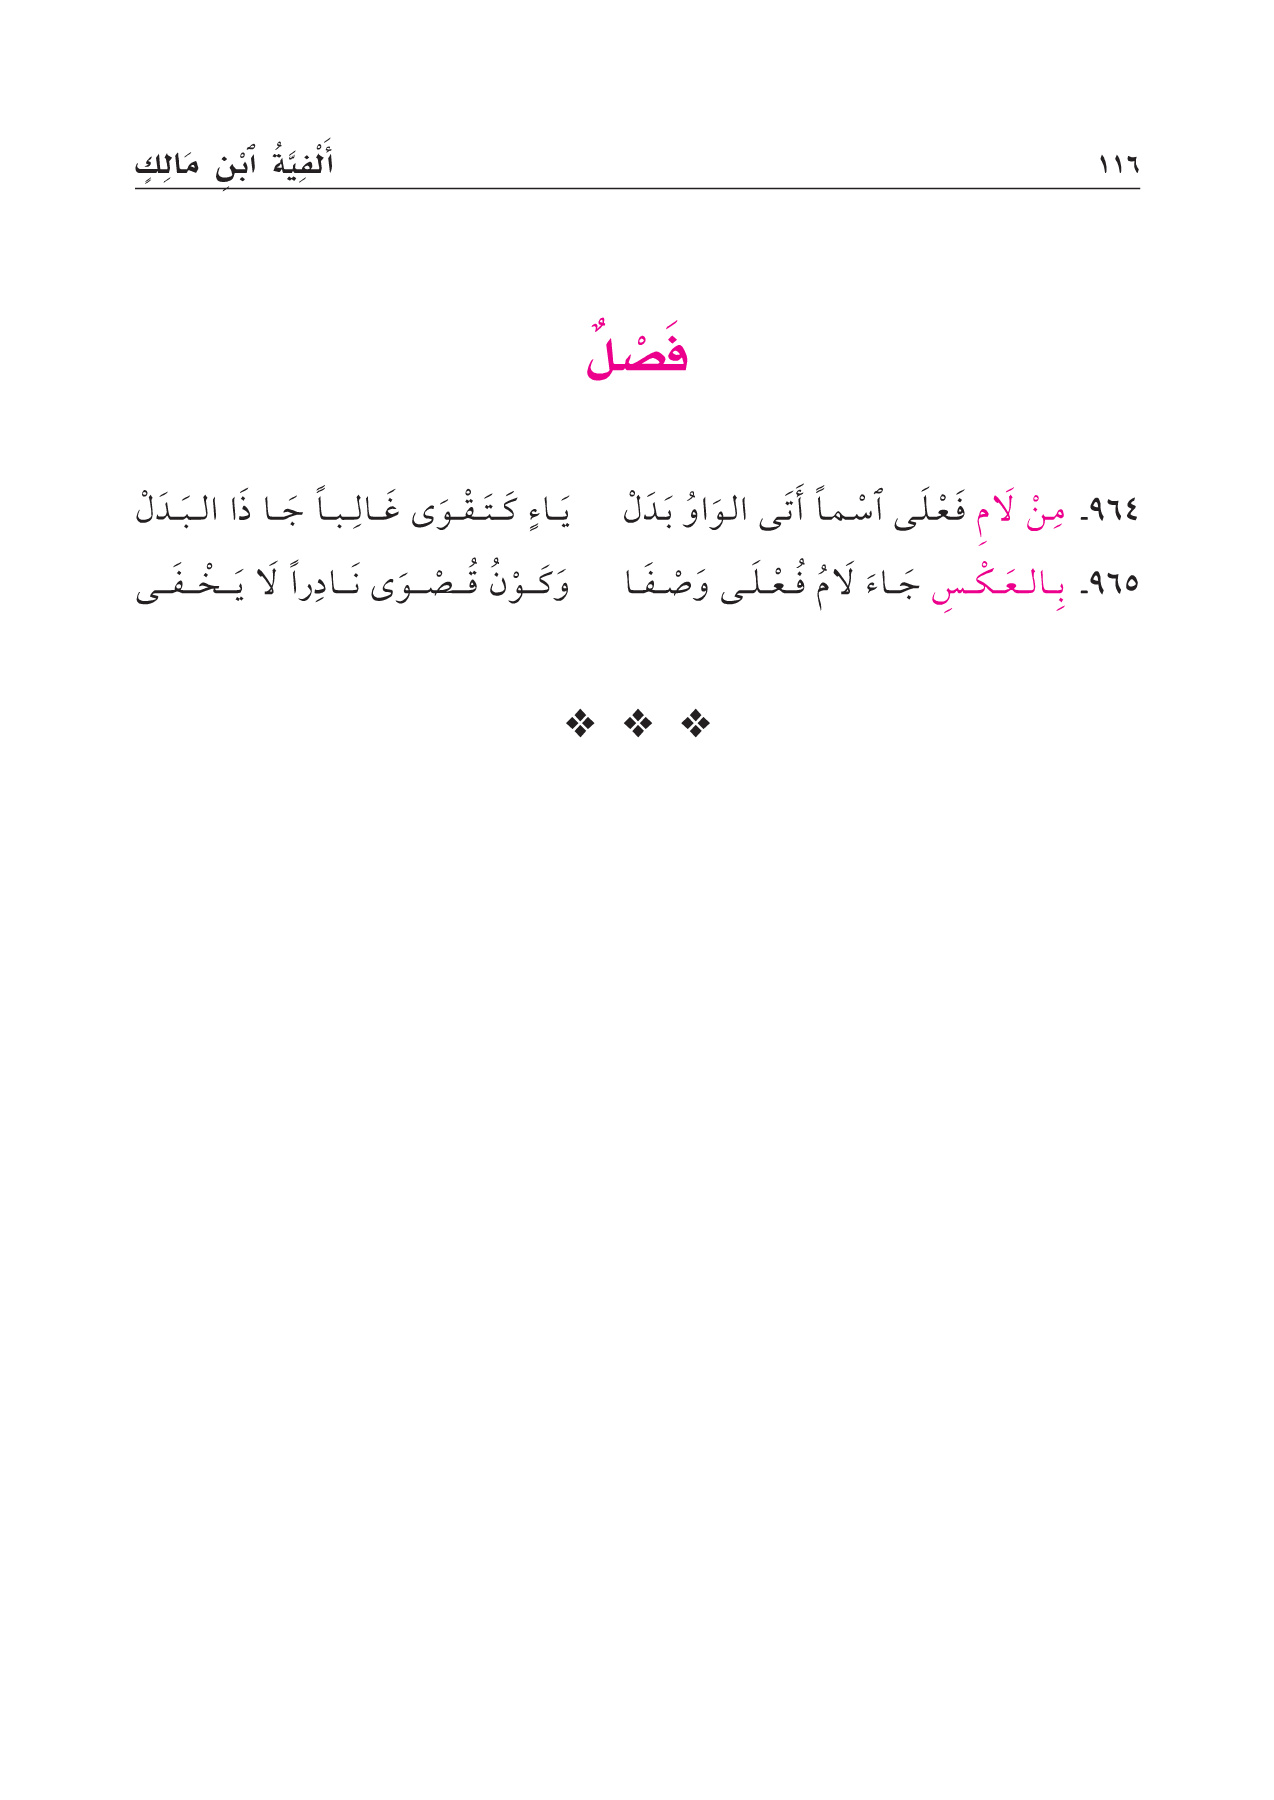 ١١٦ أَلْفِيَّةُ ٱبْنِ مَالِكٍ
فَصْلٌ
٩٦٤ـ مِنْ لَامِ فَعْلَى ٱسْماً أَتَى الوَاوُ بَدَلْ يَاءٍ كَتَقْوَى غَالِباً جَا ذَا البَدَلْ
٩٦٥ـ بِالعَكْسِ جَاءَ لَامُ فُعْلَى وَصْفَا وَكَوْنُ قُصْوَى نَادِراً لَا يَخْفَى